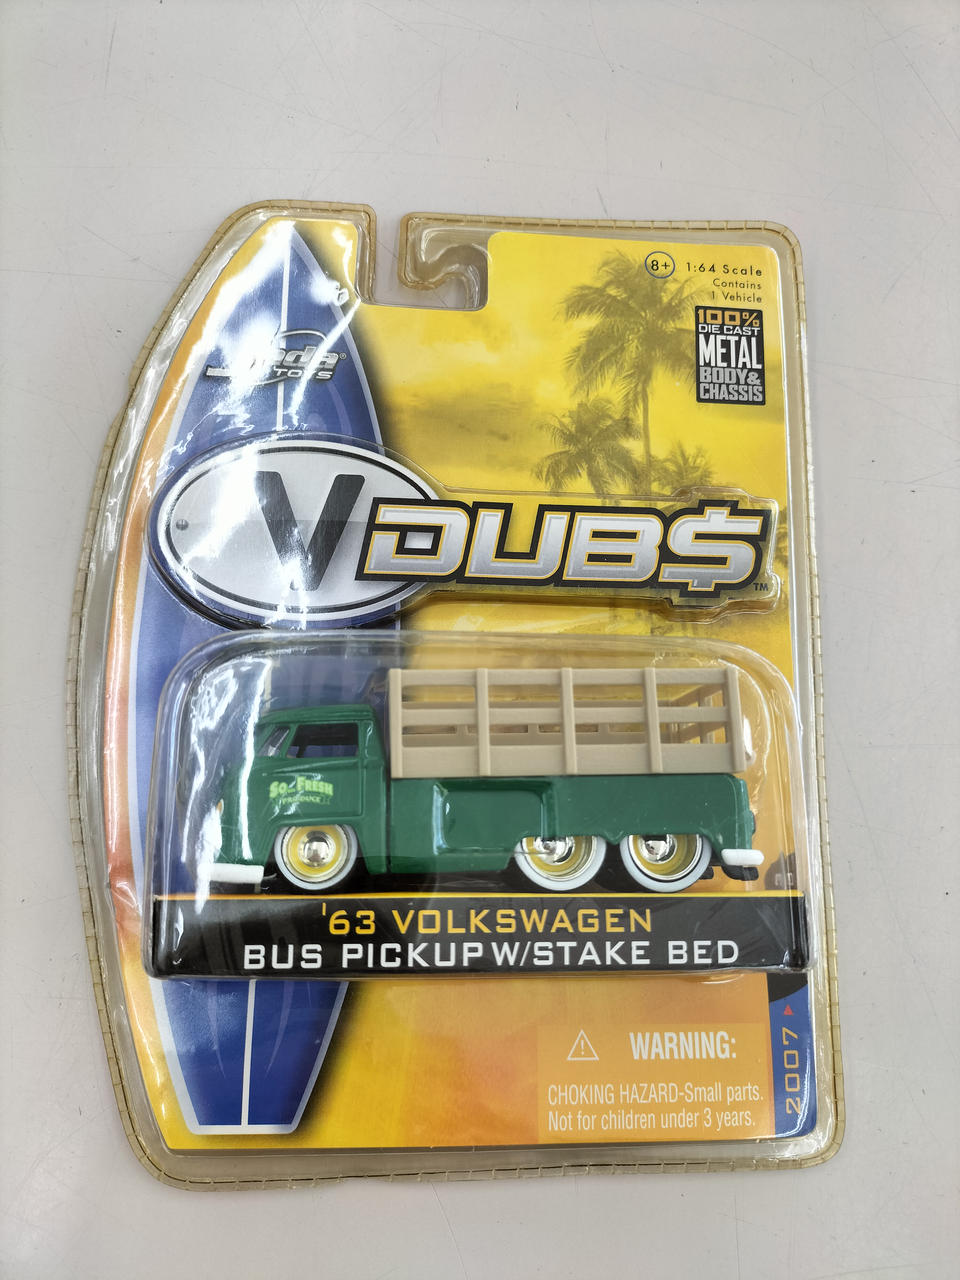 8+ 1:64 Scale
Contains
1 Vehicle
100%
DIE CAST
METAL
BODY&
CHASSIS
TOYS
V DUB$ ™
SO FRESH
PRODUCE
'63 VOLKSWAGEN
BUS PICKUP W/STAKE BED
2007
WARNING:
CHOKING HAZARD-Small parts.
Not for children under 3 years.